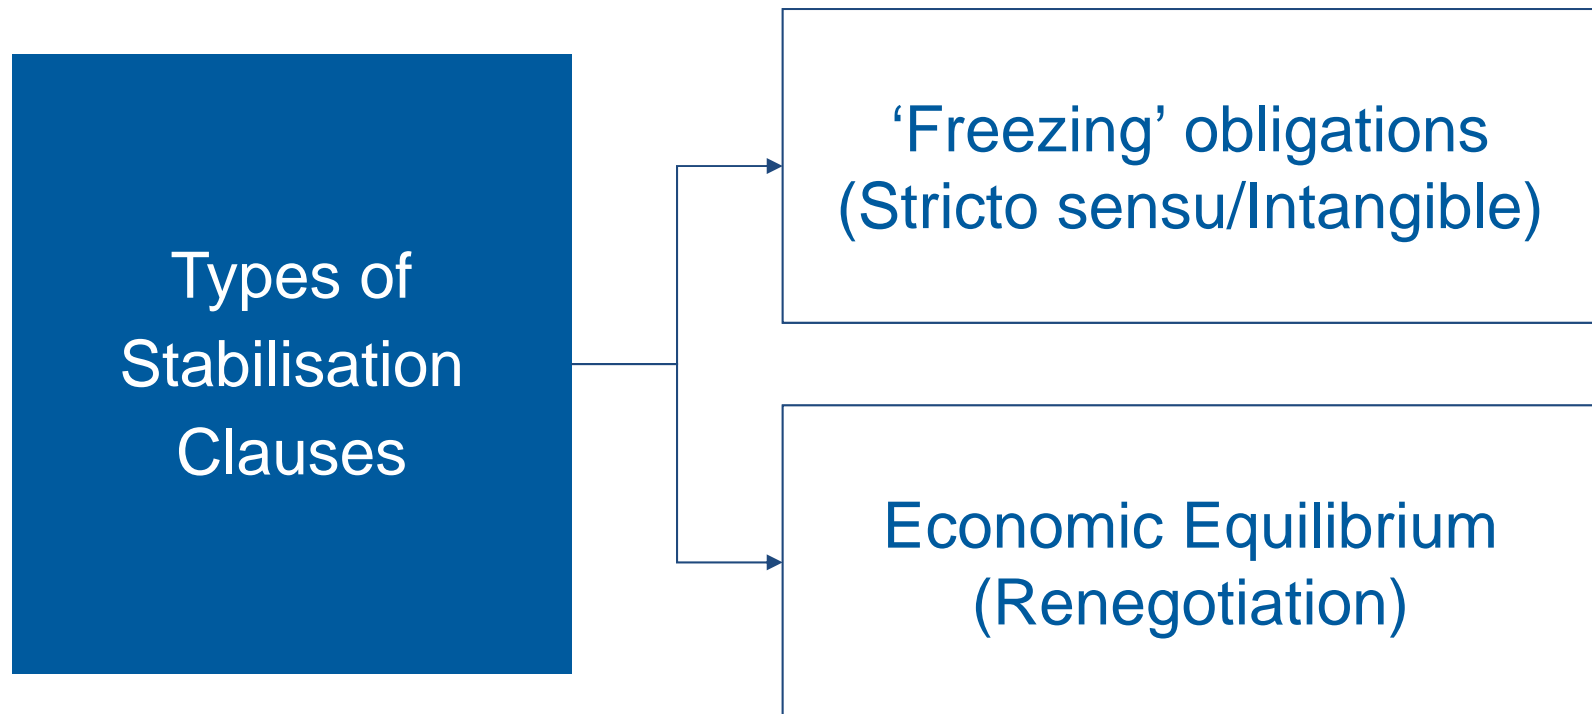 Types of
Stabilisation
Clauses
‘Freezing’ obligations
(Stricto sensu/Intangible)
Economic Equilibrium
(Renegotiation)